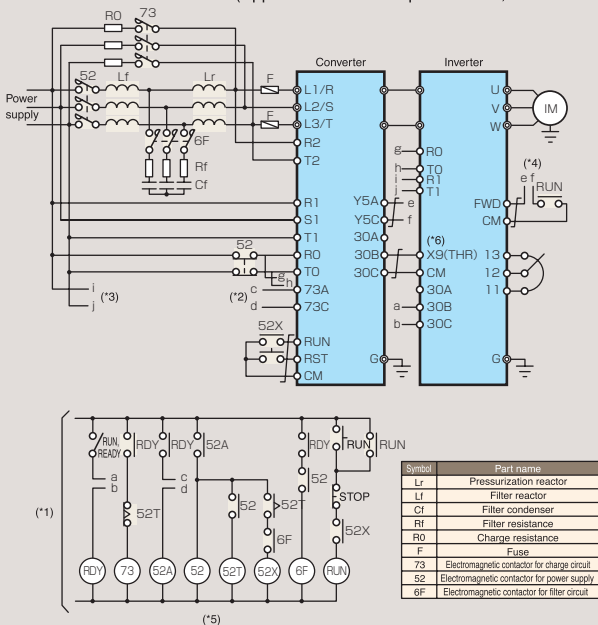 R0 73
Converter Inverter
52 Lf Lr F
Power supply
F
6F
Rf
Cf
L1/R
L2/S
L3/T
R2
T2
R1
S1
T1
R0
T0
73A
73C
RUN
RST
CM
Y5A
Y5C
30A
30B
30C
G
e
f
g
h
i
j
R0
T0
R1
T1
(*6)
X9(THR)
CM
30A
30B
30C
a
b
U
V
W
IM
(*4)
e f
RUN
FWD
CM
13
12
11
G
52
g
h
i
j
(*3)
(*2)
c
d
52X
(*1)
RUN, READY
RDY
RDY
52A
RDY
RUN
RUN
a
b
c
d
52
52T
52
52T
STOP
6F
52X
RDY 73 52A 52 52T 52X 6F RUN
(*5)
Symbol Part name
Lr Pressurization reactor
Lf Filter reactor
Cf Filter condenser
Rf Filter resistance
R0 Charge resistance
F Fuse
73 Electromagnetic contactor for charge circuit
52 Electromagnetic contactor for power supply
6F Electromagnetic contactor for filter circuit